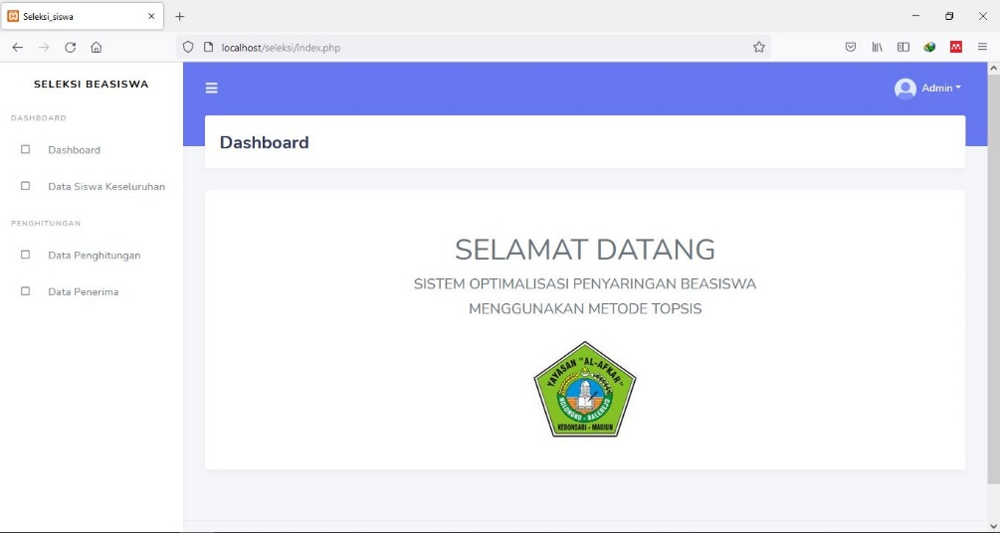 Seleksi_siswa
localhost/seleksi/index.php
SELEKSI BEASISWA
Admin
DASHBOARD
Dashboard
Data Siswa Keseluruhan
PENGHITUNGAN
Data Penghitungan
Data Penerima
Dashboard
SELAMAT DATANG
SISTEM OPTIMALISASI PENYARINGAN BEASISWA
MENGGUNAKAN METODE TOPSIS
YAYASAN "AL-AFKAR"
KEBONSARI - MADIUN